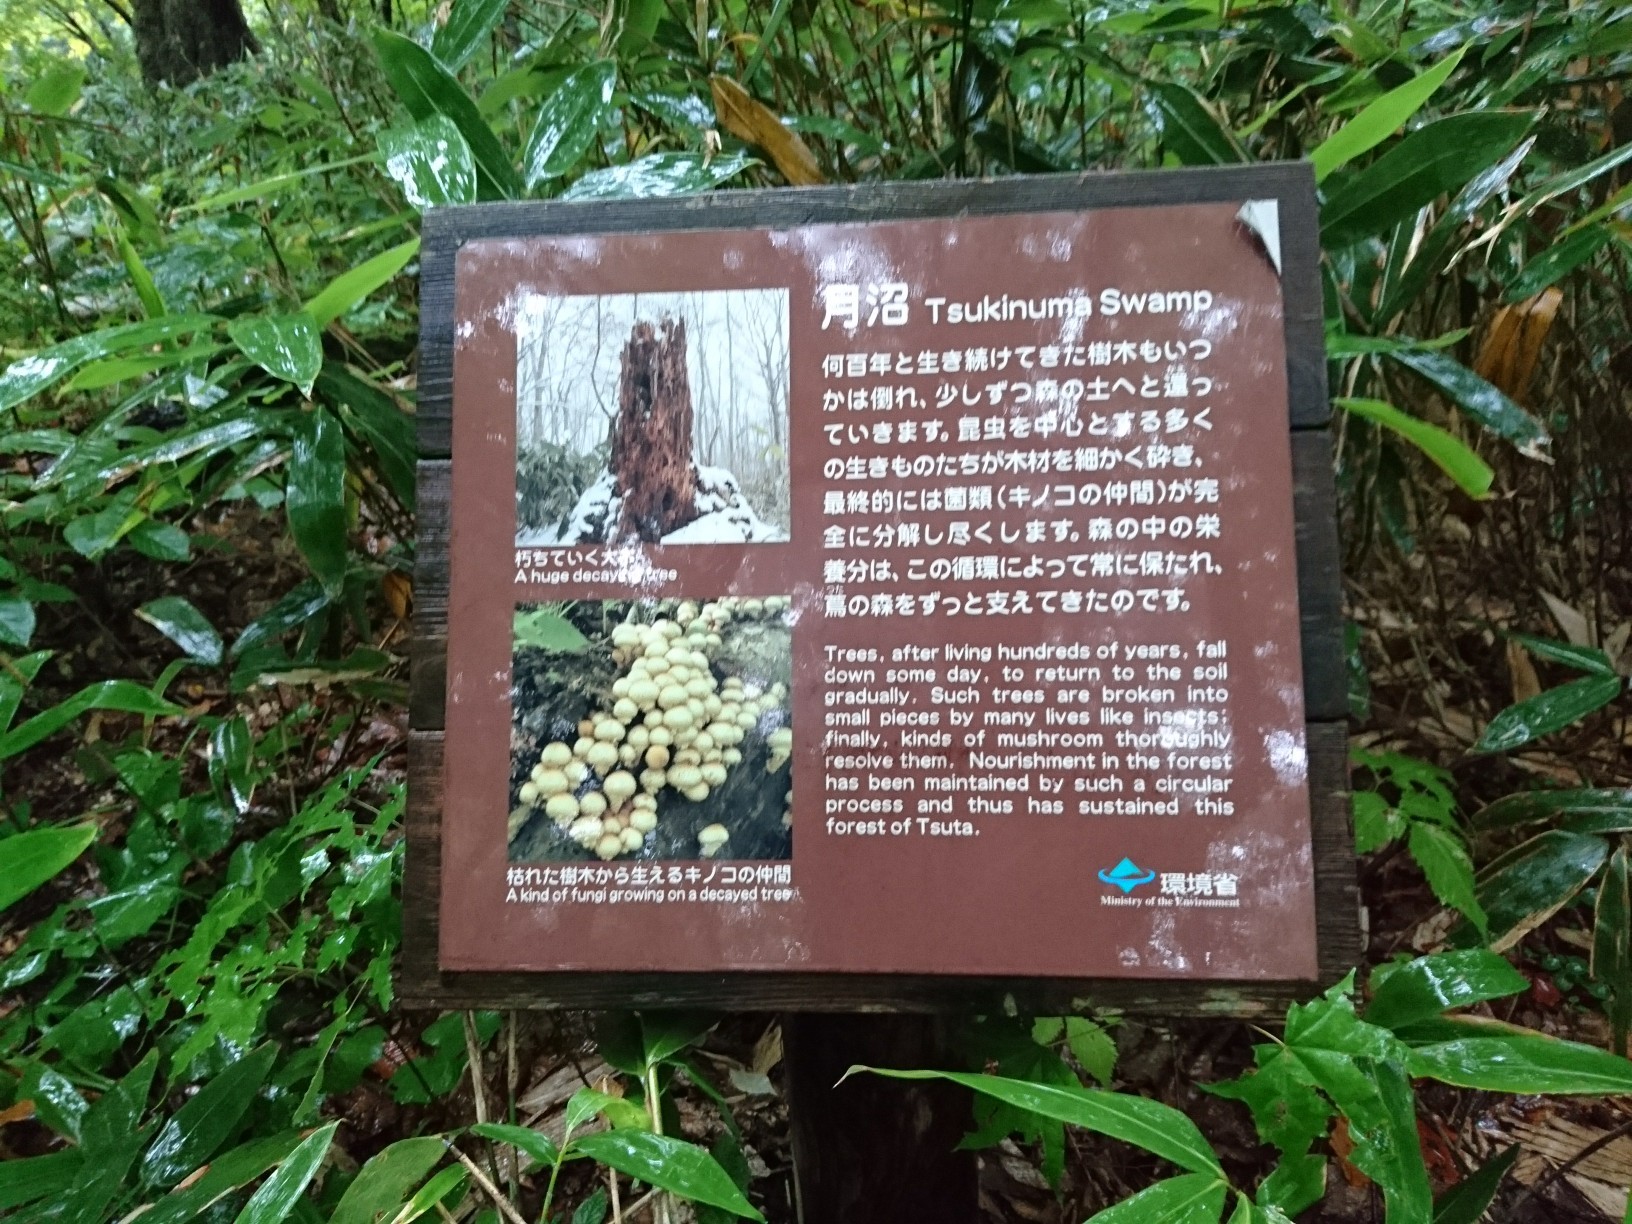 月沼 Tsukinuma Swamp
何百年と生き続けてきた樹木もいつ
かは倒れ、少しずつ森の土へと還っ
ていきます。昆虫を中心とする多く
の生きものたちが木材を細かく砕き、
最終的には菌類(キノコの仲間)が完
全に分解し尽くします。森の中の栄
養分は、この循環によって常に保たれ、
蔦の森をずっと支えてきたのです。
Trees, after living hundreds of years, fall
down some day, to return to the soil
gradually. Such trees are broken into
small pieces by many lives like insects;
finally, kinds of mushroom thoroughly
resolve them. Nourishment in the forest
has been maintained by such a circular
process and thus has sustained this
forest of Tsuta.
朽ちていく大木
A huge decaying tree
枯れた樹木から生えるキノコの仲間
A kind of fungi growing on a decayed tree
環境省
Ministry of the Environment